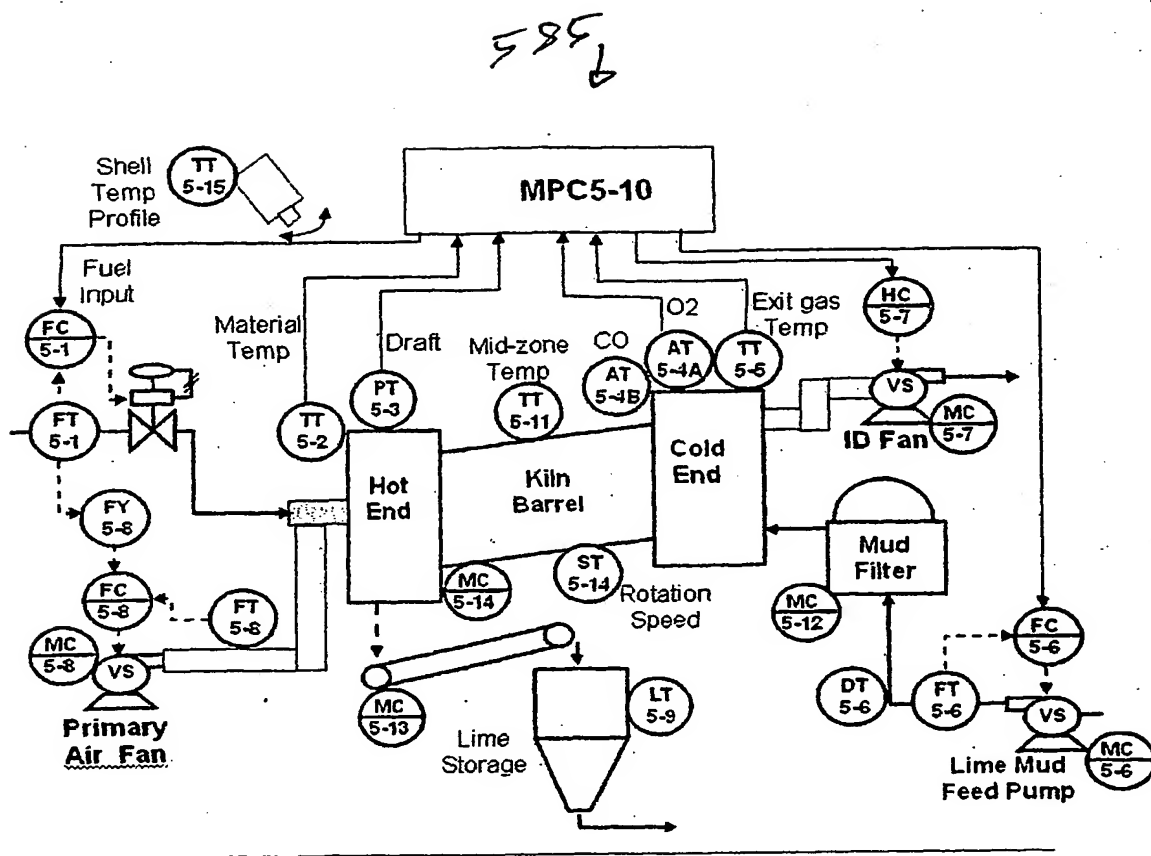 585
MPC5-10
Shell
Temp
Profile
TT
5-15
Fuel
Input
FC
5-1
FT
5-1
Material
Temp
TT
5-2
Draft
PT
5-3
Mid-zone
Temp
TT
5-11
CO
AT
5-4B
O2
AT
5-4A
Exit gas
Temp
TT
5-5
HC
5-7
VS
MC
5-7
ID Fan
Hot
End
Kiln
Barrel
Cold
End
FY
5-8
FC
5-8
FT
5-8
MC
5-8
VS
Primary
Air Fan
MC
5-14
ST
5-14
Rotation
Speed
MC
5-13
Lime
Storage
LT
5-9
Mud
Filter
MC
5-12
DT
5-6
FT
5-6
FC
5-6
VS
MC
5-6
Lime Mud
Feed Pump